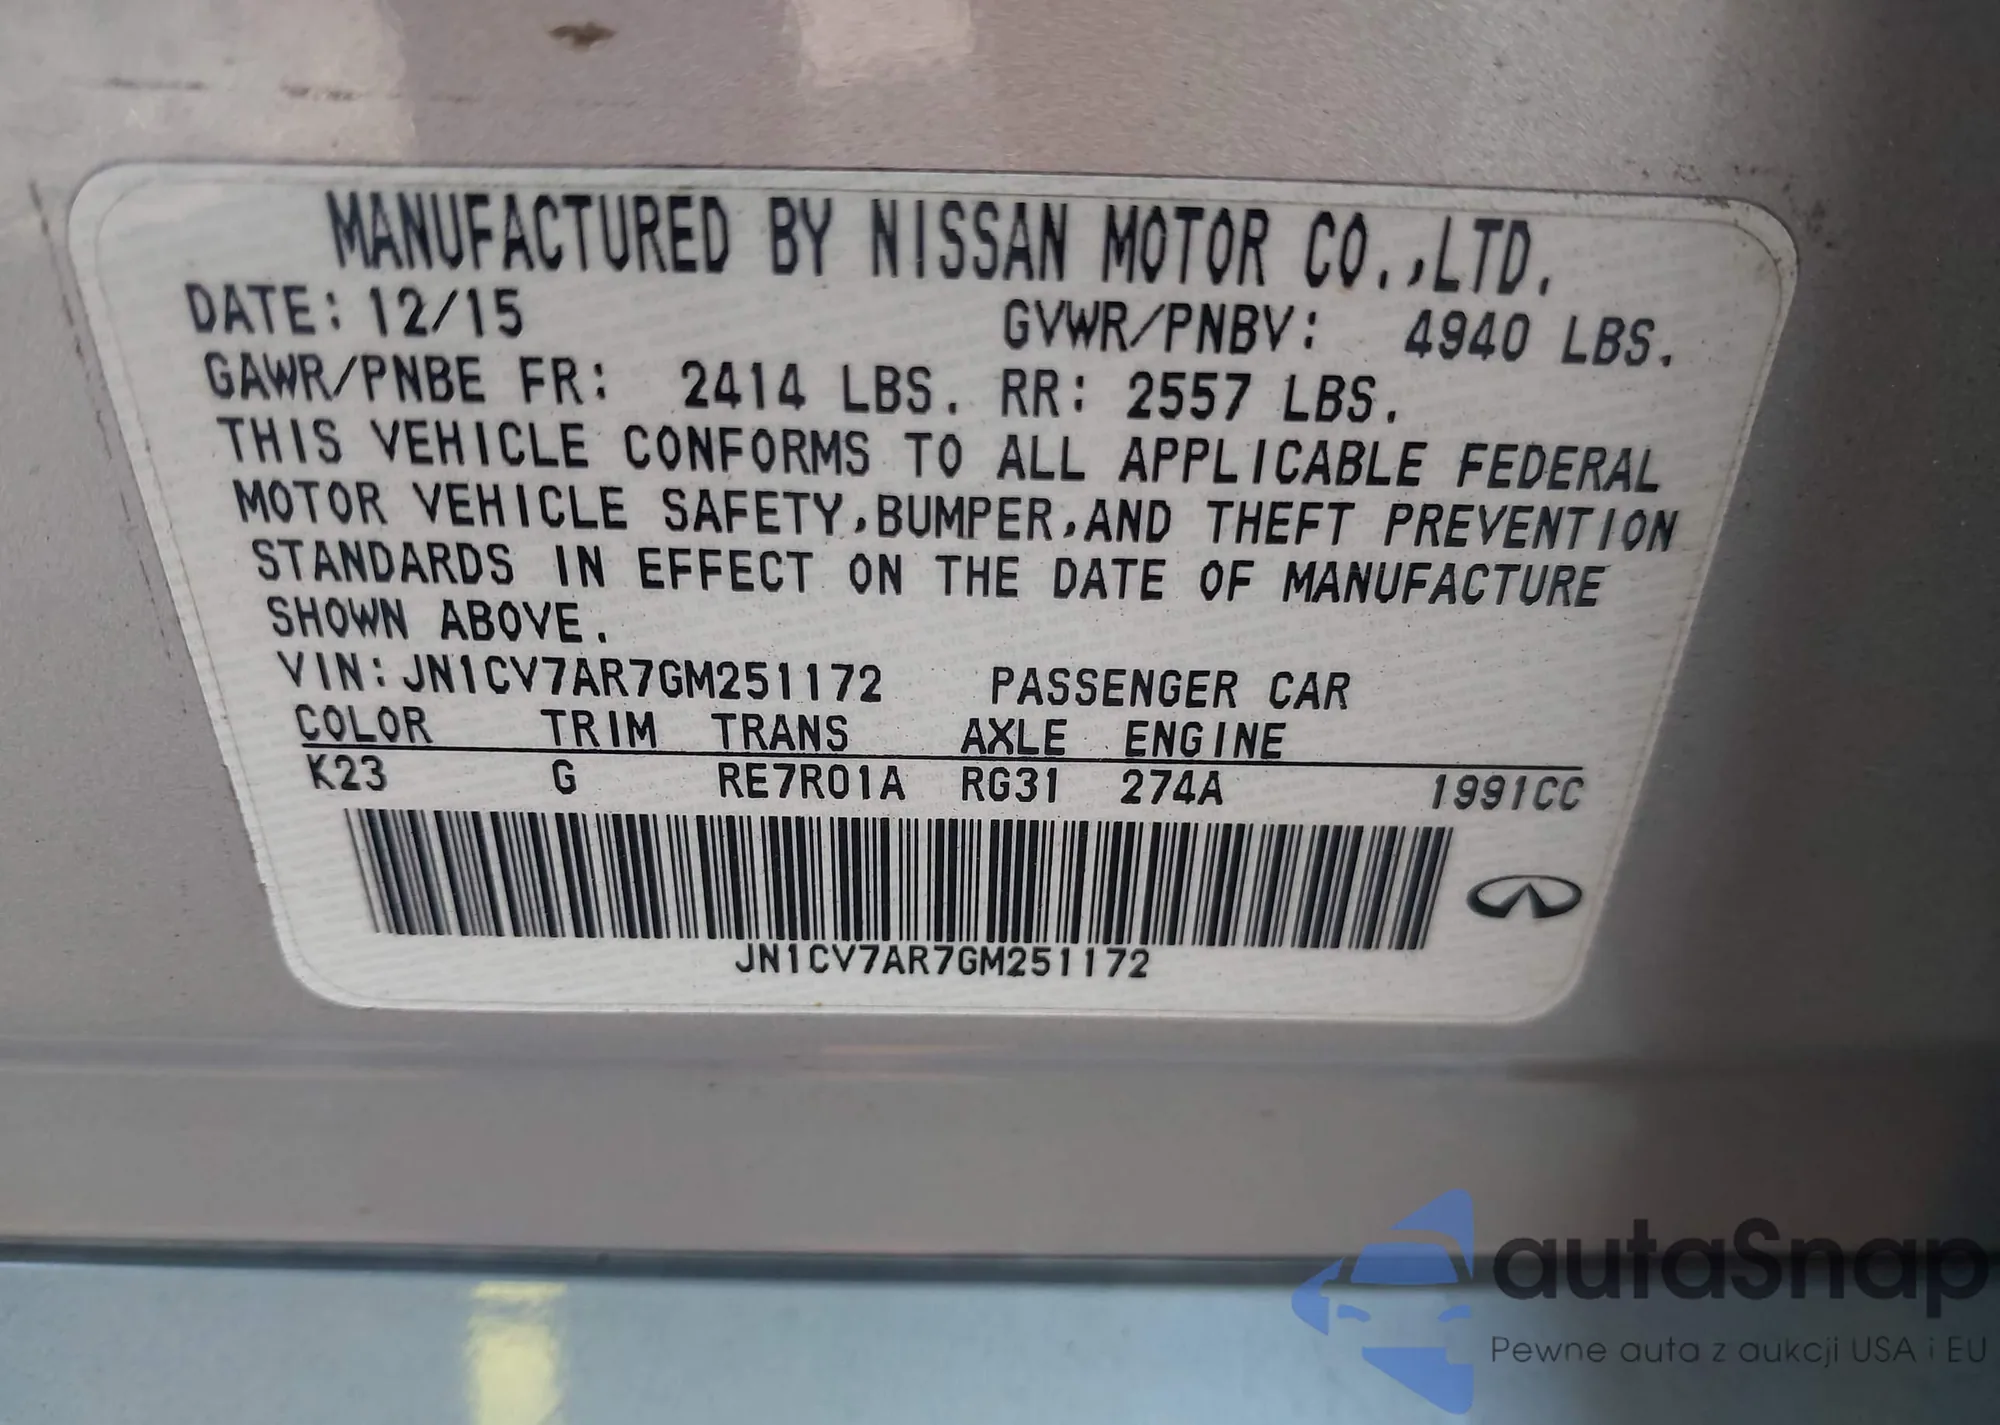 MANUFACTURED BY NISSAN MOTOR CO.,LTD.
DATE: 12/15 GVWR/PNBV: 4940 LBS.
GAWR/PNBE FR: 2414 LBS. RR: 2557 LBS.
THIS VEHICLE CONFORMS TO ALL APPLICABLE FEDERAL
MOTOR VEHICLE SAFETY,BUMPER,AND THEFT PREVENTION
STANDARDS IN EFFECT ON THE DATE OF MANUFACTURE
SHOWN ABOVE.
VIN: JN1CV7AR7GM251172 PASSENGER CAR
COLOR TRIM TRANS AXLE ENGINE
K23 G RE7R01A RG31 274A 1991CC
JN1CV7AR7GM251172
autaSnap
Pewne auta z aukcji USA i EU